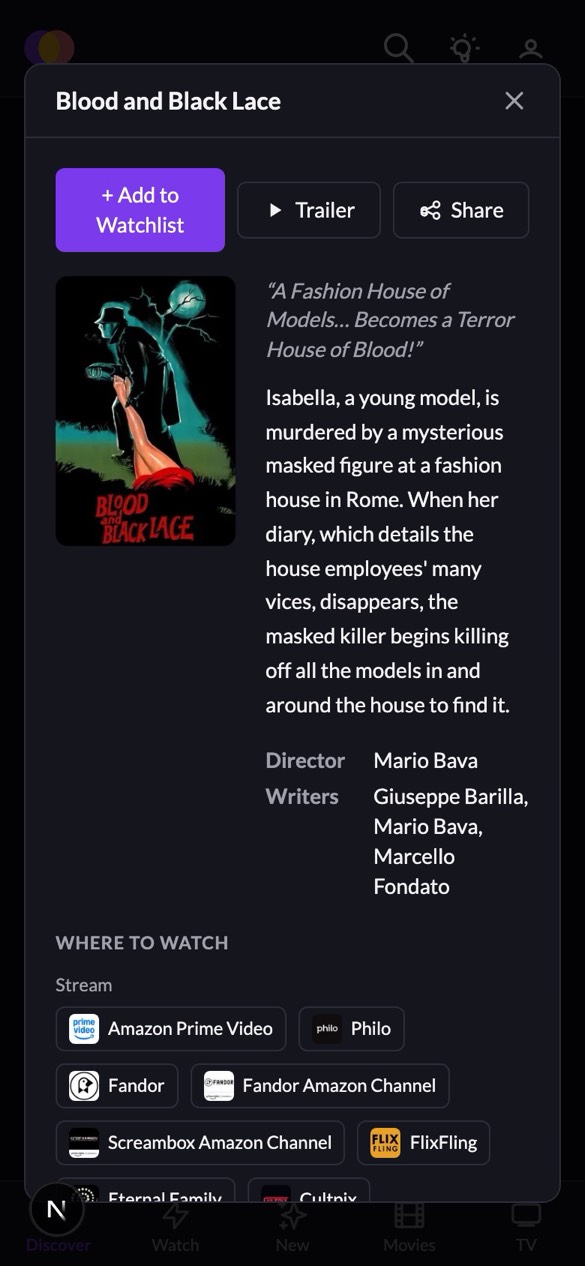 Blood and Black Lace
+ Add to
Watchlist
Trailer
Share
“A Fashion House of
Models... Becomes a Terror
House of Blood!”
BLOOD
and
BLACK LACE
Isabella, a young model, is
murdered by a mysterious
masked figure at a fashion
house in Rome. When her
diary, which details the
house employees' many
vices, disappears, the
masked killer begins killing
off all the models in and
around the house to find it.
Director Mario Bava
Writers Giuseppe Barilla,
Mario Bava,
Marcello
Fondato
WHERE TO WATCH
Stream
prime video Amazon Prime Video
philo Philo
Fandor
FANDOR Fandor Amazon Channel
Screambox Amazon Channel
FLIX FLING FlixFling
Eternal Family
Cultpix
N
Discover
Watch
New
Movies
TV